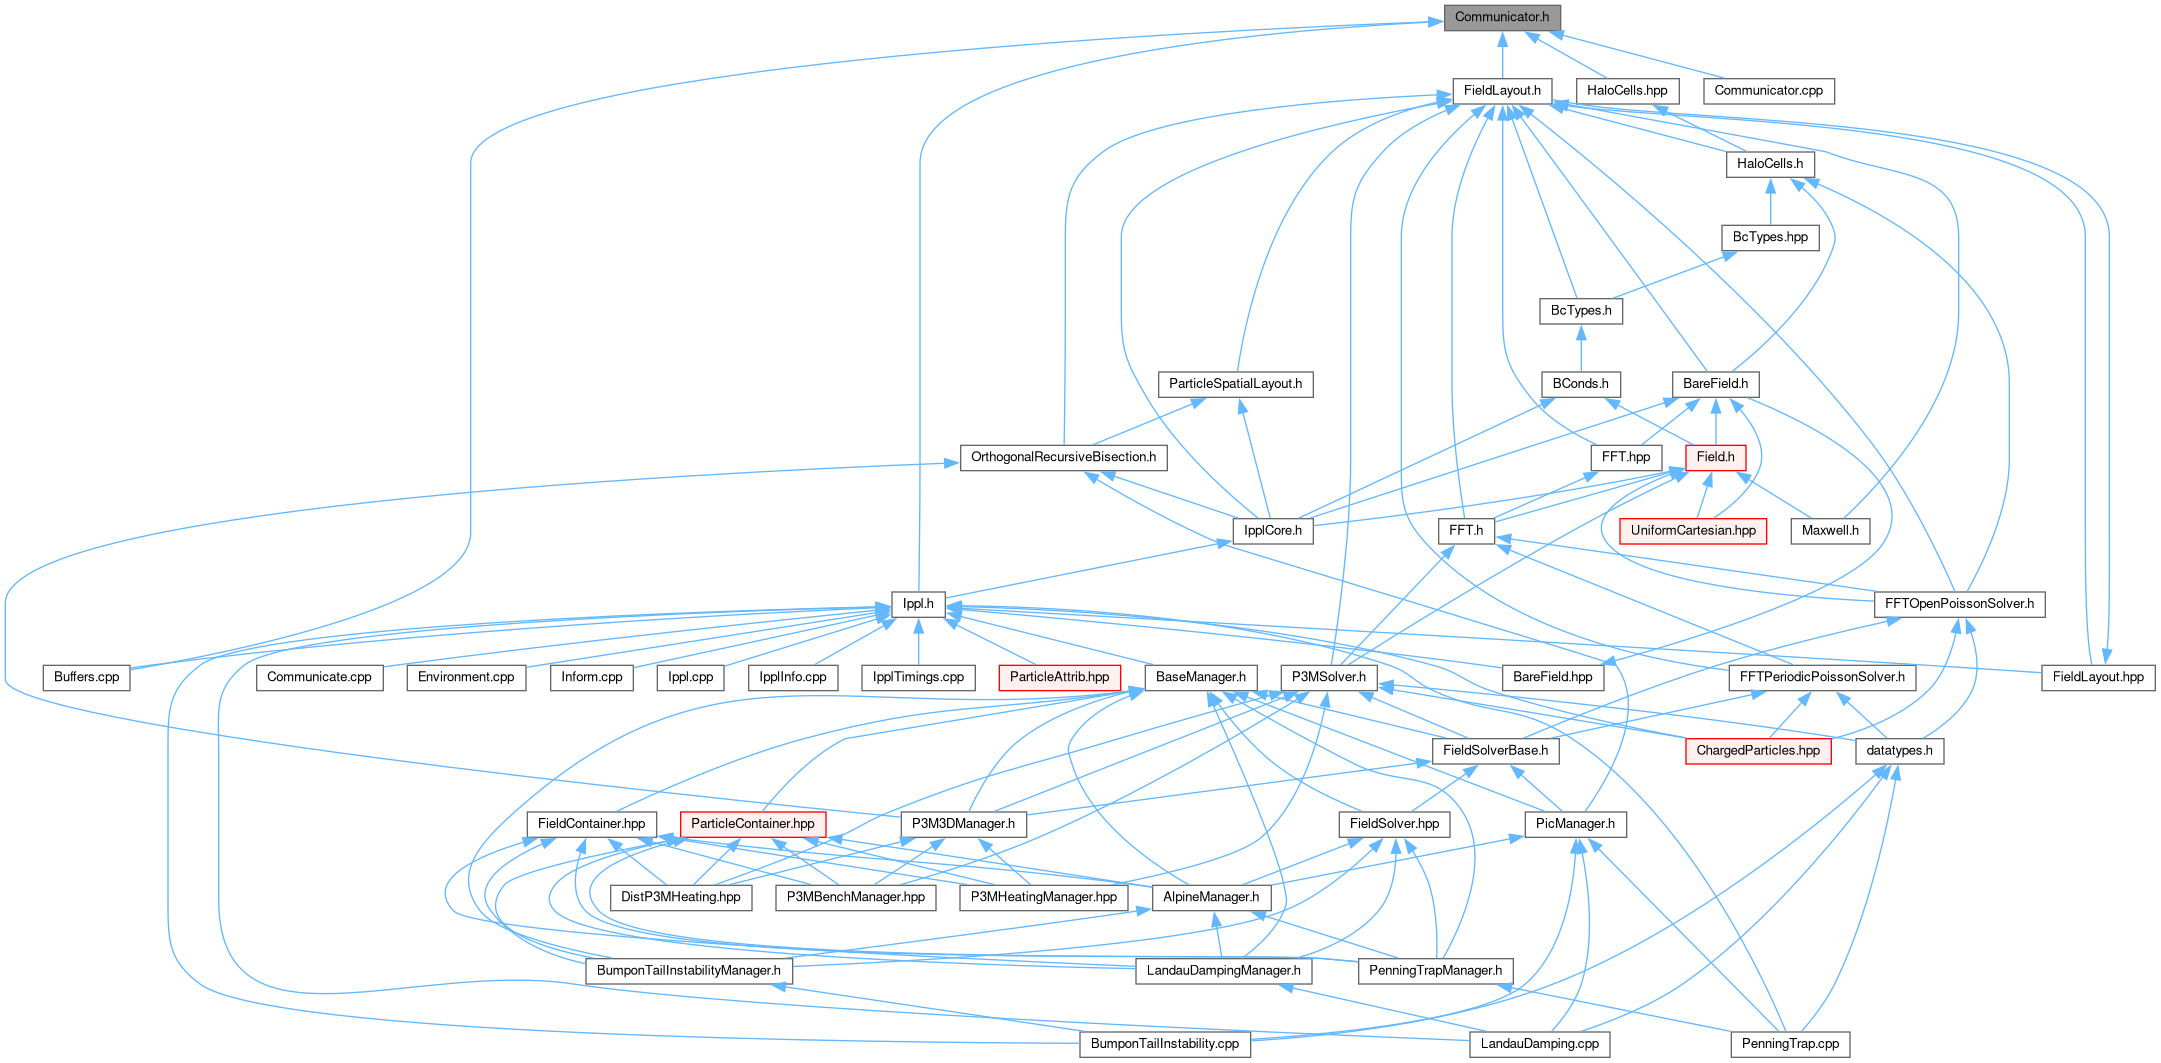 Communicator.h
FieldLayout.h
HaloCells.hpp
Communicator.cpp
HaloCells.h
BcTypes.hpp
BcTypes.h
ParticleSpatialLayout.h
BConds.h
BareField.h
OrthogonalRecursiveBisection.h
FFT.hpp
Field.h
IpplCore.h
FFT.h
UniformCartesian.hpp
Maxwell.h
Ippl.h
FFTOpenPoissonSolver.h
Buffers.cpp
Communicate.cpp
Environment.cpp
Inform.cpp
Ippl.cpp
IpplInfo.cpp
IpplTimings.cpp
ParticleAttrib.hpp
BaseManager.h
P3MSolver.h
BareField.hpp
FFTPeriodicPoissonSolver.h
FieldLayout.hpp
FieldSolverBase.h
ChargedParticles.hpp
datatypes.h
FieldContainer.hpp
ParticleContainer.hpp
P3M3DManager.h
FieldSolver.hpp
PicManager.h
DistP3MHeating.hpp
P3MBenchManager.hpp
P3MHeatingManager.hpp
AlpineManager.h
BumponTailInstabilityManager.h
LandauDampingManager.h
PenningTrapManager.h
BumponTailInstability.cpp
LandauDamping.cpp
PenningTrap.cpp